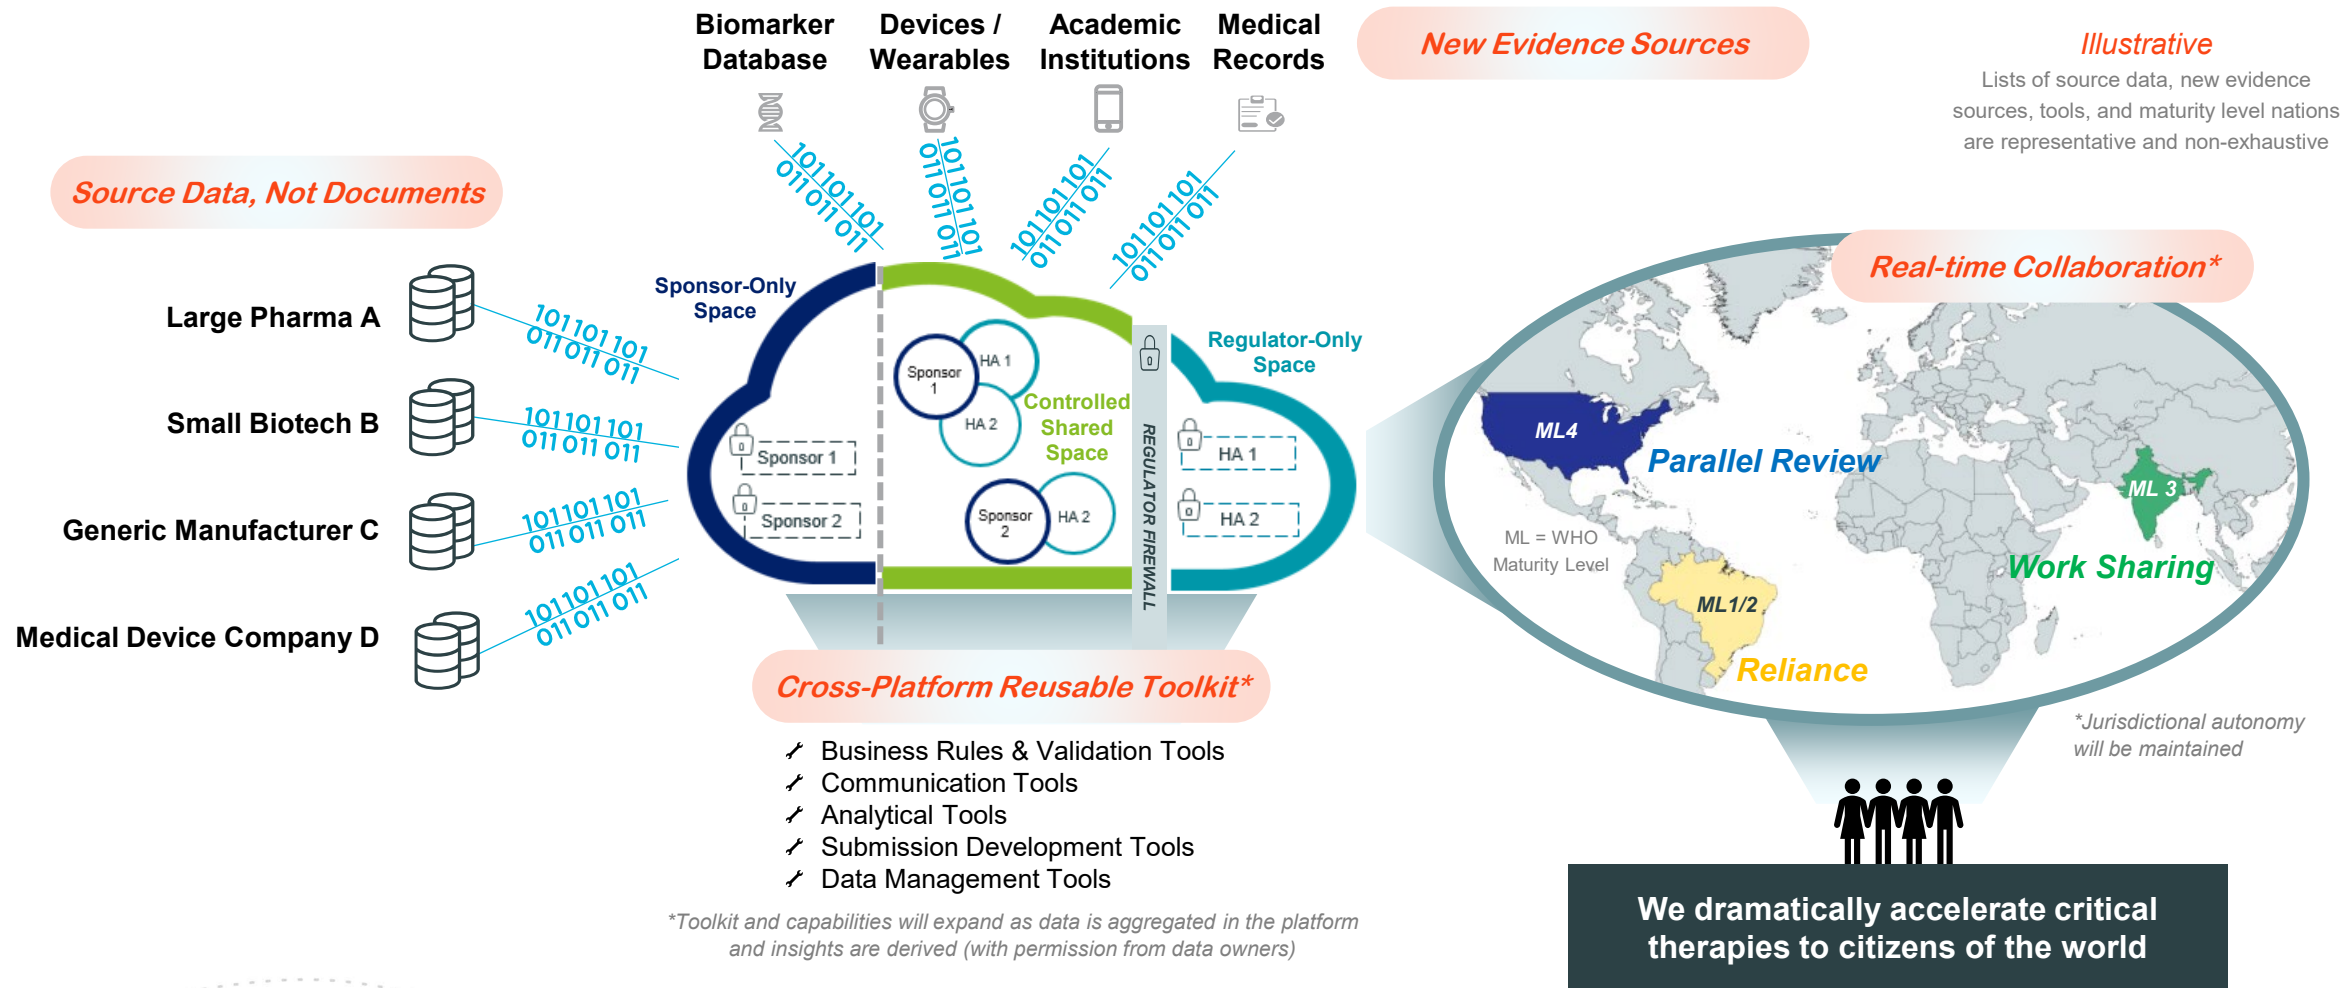 Biomarker
Database
Devices /
Wearables
Academic
Institutions
Medical
Records
New Evidence Sources
Illustrative
Lists of source data, new evidence
sources, tools, and maturity level nations
are representative and non-exhaustive
Source Data, Not Documents
Large Pharma A
Small Biotech B
Generic Manufacturer C
Medical Device Company D
101101101
011011011
101101101
011011011
101101101
011011011
101101101
011011011
101101101
011011011
101101101
011011011
101101101
011011011
101101101
011011011
Sponsor-Only
Space
Sponsor 1
Sponsor 2
Sponsor
1
HA 1
HA 2
Controlled
Shared
Space
Sponsor
2
HA 2
REGULATOR FIREWALL
Regulator-Only
Space
HA 1
HA 2
Real-time Collaboration*
ML4
Parallel Review
ML 3
Work Sharing
ML = WHO
Maturity Level
ML1/2
Reliance
*Jurisdictional autonomy
will be maintained
Cross-Platform Reusable Toolkit*
Business Rules & Validation Tools
Communication Tools
Analytical Tools
Submission Development Tools
Data Management Tools
*Toolkit and capabilities will expand as data is aggregated in the platform
and insights are derived (with permission from data owners)
We dramatically accelerate critical
therapies to citizens of the world